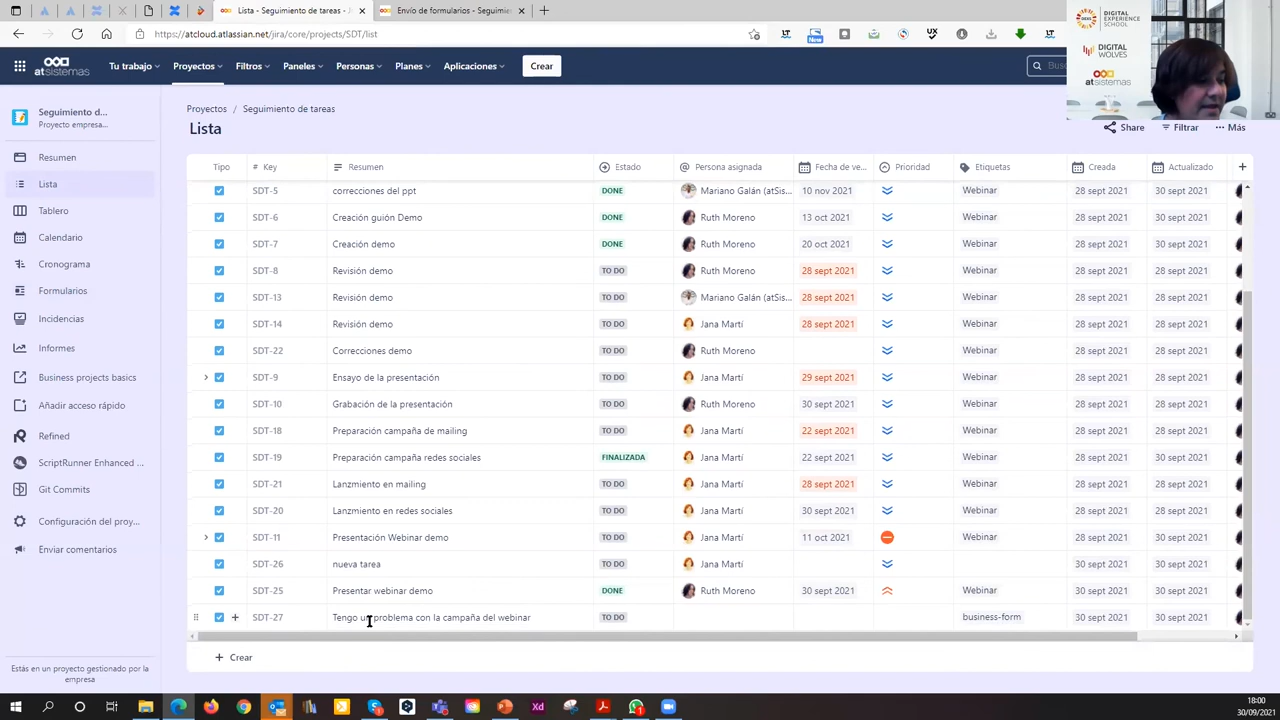 Lista - Seguimiento de tareas - J
Envío de formularios - Seguimie
https://atcloud.atlassian.net/jira/core/projects/SDT/list
LT
New
UX
LT
DIGITAL EXPERIENCE SCHOOL
DIGITAL WOLVES
atsistemas
atsistemas
Tu trabajo
Proyectos
Filtros
Paneles
Personas
Planes
Aplicaciones
Crear
Seguimiento d...
Proyecto empresa...
Proyectos / Seguimiento de tareas
Lista
Share
Filtrar
Más
Resumen
Lista
Tablero
Calendario
Cronograma
Formularios
Incidencias
Informes
Business projects basics
Añadir acceso rápido
Refined
ScriptRunner Enhanced ...
Git Commits
Configuración del proy...
Enviar comentarios
Estás en un proyecto gestionado por la empresa
Tipo # Key Resumen Estado Persona asignada Fecha de ve... Prioridad Etiquetas Creada Actualizado
SDT-5 correcciones del ppt DONE Mariano Galán (atSis... 10 nov 2021 Webinar 28 sept 2021 30 sept 2021
SDT-6 Creación guión Demo DONE Ruth Moreno 13 oct 2021 Webinar 28 sept 2021 30 sept 2021
SDT-7 Creación demo DONE Ruth Moreno 20 oct 2021 Webinar 28 sept 2021 30 sept 2021
SDT-8 Revisión demo TO DO Ruth Moreno 28 sept 2021 Webinar 28 sept 2021 28 sept 2021
SDT-13 Revisión demo TO DO Mariano Galán (atSis... 28 sept 2021 Webinar 28 sept 2021 28 sept 2021
SDT-14 Revisión demo TO DO Jana Martí 28 sept 2021 Webinar 28 sept 2021 28 sept 2021
SDT-22 Correcciones demo TO DO Ruth Moreno Webinar 28 sept 2021 28 sept 2021
SDT-9 Ensayo de la presentación TO DO Jana Martí 29 sept 2021 Webinar 28 sept 2021 28 sept 2021
SDT-10 Grabación de la presentación TO DO Ruth Moreno 30 sept 2021 Webinar 28 sept 2021 28 sept 2021
SDT-18 Preparación campaña de mailing TO DO Jana Martí 22 sept 2021 Webinar 28 sept 2021 28 sept 2021
SDT-19 Preparación campaña redes sociales FINALIZADA Jana Martí 22 sept 2021 Webinar 28 sept 2021 28 sept 2021
SDT-21 Lanzmiento en mailing TO DO Jana Martí 28 sept 2021 Webinar 28 sept 2021 28 sept 2021
SDT-20 Lanzmiento en redes sociales TO DO Jana Martí 30 sept 2021 Webinar 28 sept 2021 28 sept 2021
SDT-11 Presentación Webinar demo TO DO Jana Martí 11 oct 2021 Webinar 28 sept 2021 28 sept 2021
SDT-26 nueva tarea TO DO Jana Martí 30 sept 2021 30 sept 2021
SDT-25 Presentar webinar demo DONE Ruth Moreno 30 sept 2021 Webinar 30 sept 2021 30 sept 2021
SDT-27 Tengo un problema con la campaña del webinar TO DO business-form 30 sept 2021 30 sept 2021
Crear
Xd
18:00
30/09/2021